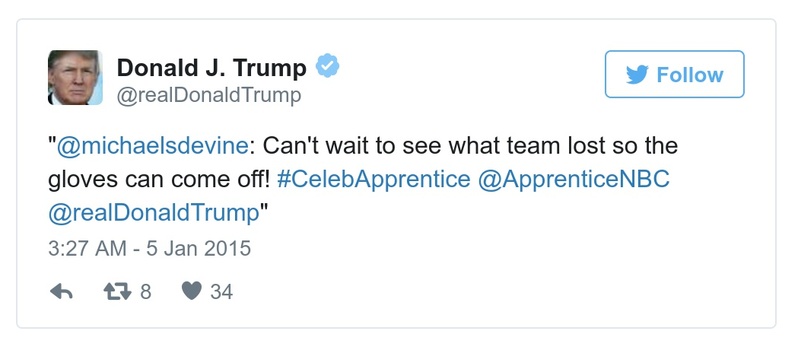 Donald J. Trump
@realDonaldTrump
Follow
"@michaelsdevine: Can't wait to see what team lost so the
gloves can come off! #CelebApprentice @ApprenticeNBC
@realDonaldTrump"
3:27 AM - 5 Jan 2015
8 34